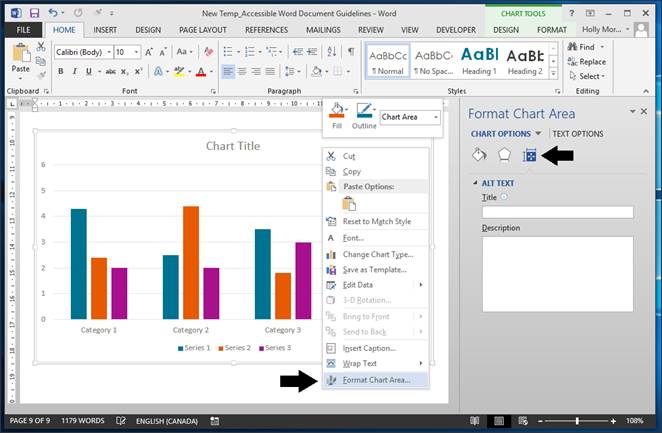 New Temp_Accessible Word Document Guidelines - Word
CHART TOOLS
FILE HOME INSERT DESIGN PAGE LAYOUT REFERENCES MAILINGS REVIEW VIEW DEVELOPER DESIGN FORMAT Holly Mor...
Paste
Calibri (Body) 10
B I U abc X₂ X² A
A Aa A A
AaBbCc AaBbCc AaBb AABB
¶ Normal ¶ No Spac... Heading 1 Heading 2
Find
Replace
Select
Clipboard Font Paragraph Styles Editing
Fill Outline Chart Area
Chart Title
6
5
4
3
2
1
0
Category 1 Category 2 Category 3
Series 1 Series 2 Series 3
Cut
Copy
Paste Options:
Reset to Match Style
A Font...
Change Chart Type...
Save as Template...
Edit Data
3-D Rotation...
Bring to Front
Send to Back
Insert Caption...
Wrap Text
Format Chart Area...
Format Chart Area
CHART OPTIONS TEXT OPTIONS
ALT TEXT
Title
Description
PAGE 9 OF 9 1179 WORDS ENGLISH (CANADA) 108%